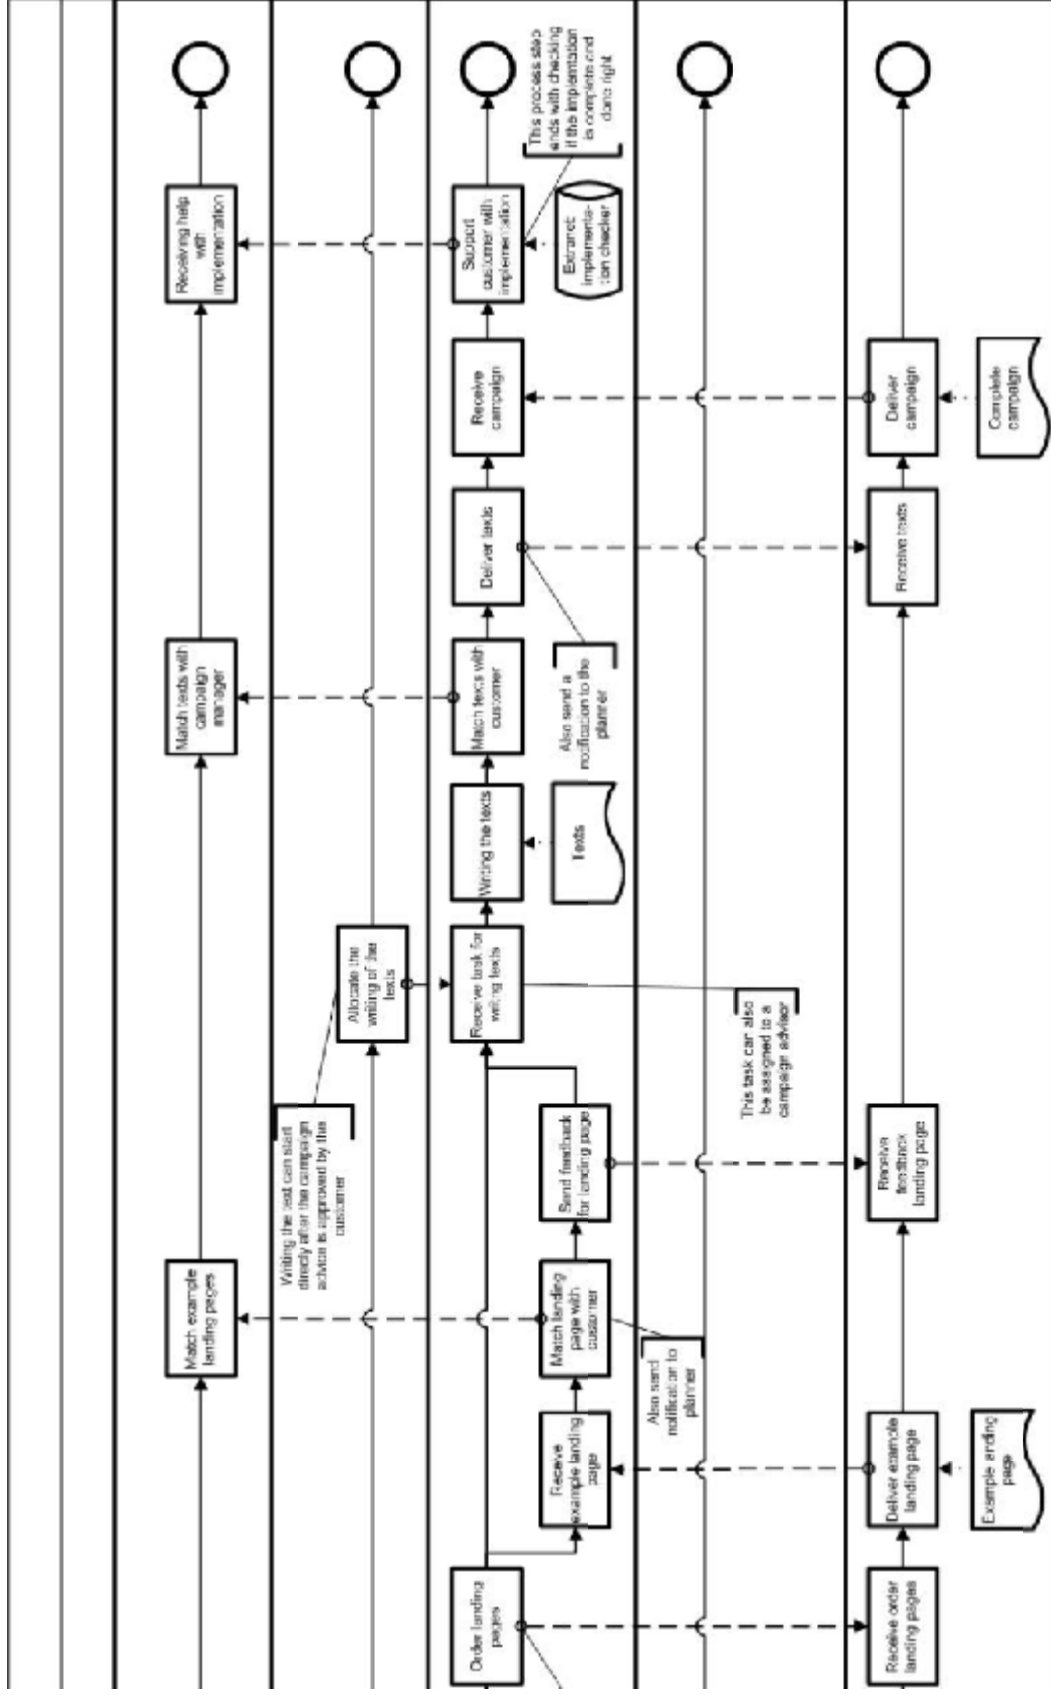 Match example
landing pages
Match texts with
campaign
manager
Receiving help
with
implementation
Writing the text can start
directly after the campaign
advice is approved by the
customer
Allocate the
writing of the
texts
Order landing
pages
Receive task for
writing texts
Writing the texts
Match texts with
customer
Deliver texts
Receive
campaign
Support
customer with
implementation
This process step
ends with checking
if the implemtation
is complete and
done right
Receive
example landing
page
Match landing
page with
customer
Send feedback
for landing page
Texts
Also send a
notification to the
planner
Extranet:
implementa-
tion checker
Also send
notification to
planner
This task can also
be assigned to a
campaign advisor
Receive order
landing pages
Deliver example
landing page
Receive
feedback
landing page
Receive texts
Deliver
campaign
Example landing
page
Complete
campaign